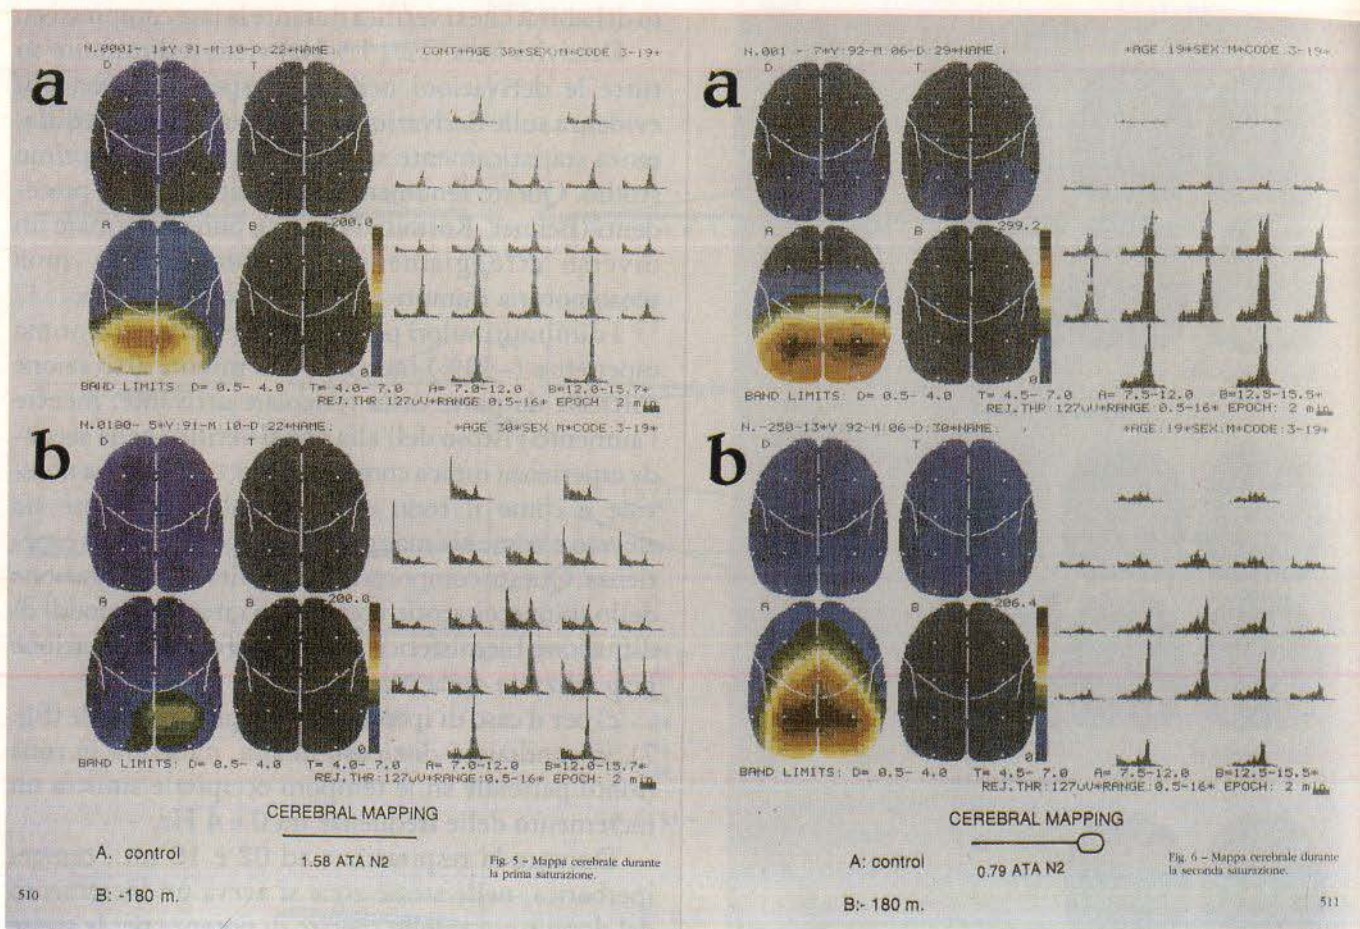 a
N.0001- 1*Y:91-M:10-D:22*NAME: CONT*AGE:30*SEX:M*CODE:3-19*
D T
A B 200.0
0
BAND LIMITS: D= 0.5- 4.0 T= 4.0- 7.0 A= 7.0-12.0 B=12.0-15.7*
REJ.THR:127uV*RANGE:0.5-16* EPOCH: 2 min
b
N.0180- 5*Y:91-M:10-D:22*NAME: *AGE:30*SEX:M*CODE:3-19*
D T
A B 200.0
0
BAND LIMITS: D= 0.5- 4.0 T= 4.0- 7.0 A= 7.0-12.0 B=12.0-15.7*
REJ.THR:127uV*RANGE:0.5-16* EPOCH: 2 min
CEREBRAL MAPPING
A. control
1.58 ATA N2
B: -180 m.
Fig. 5 – Mappa cerebrale durante
la prima saturazione.
510
a
N.001 - 7*Y:92-M:06-D:29*NAME: *AGE:19*SEX:M*CODE:3-19*
D T
A B 299.2
0
BAND LIMITS: D= 0.5- 4.0 T= 4.5- 7.0 A= 7.5-12.0 B=12.5-15.5*
REJ.THR:127uV*RANGE:0.5-16* EPOCH: 2 min
b
N.-250-13*Y:92-M:06-D:30*NAME: *AGE:19*SEX:M*CODE:3-19*
D T
A B 206.4
0
BAND LIMITS: D= 0.5- 4.0 T= 4.5- 7.0 A= 7.5-12.0 B=12.5-15.5*
REJ.THR:127uV*RANGE:0.5-16* EPOCH: 2 min
CEREBRAL MAPPING
A: control
0.79 ATA N2
B:- 180 m.
Fig. 6 – Mappa cerebrale durante
la seconda saturazione.
511